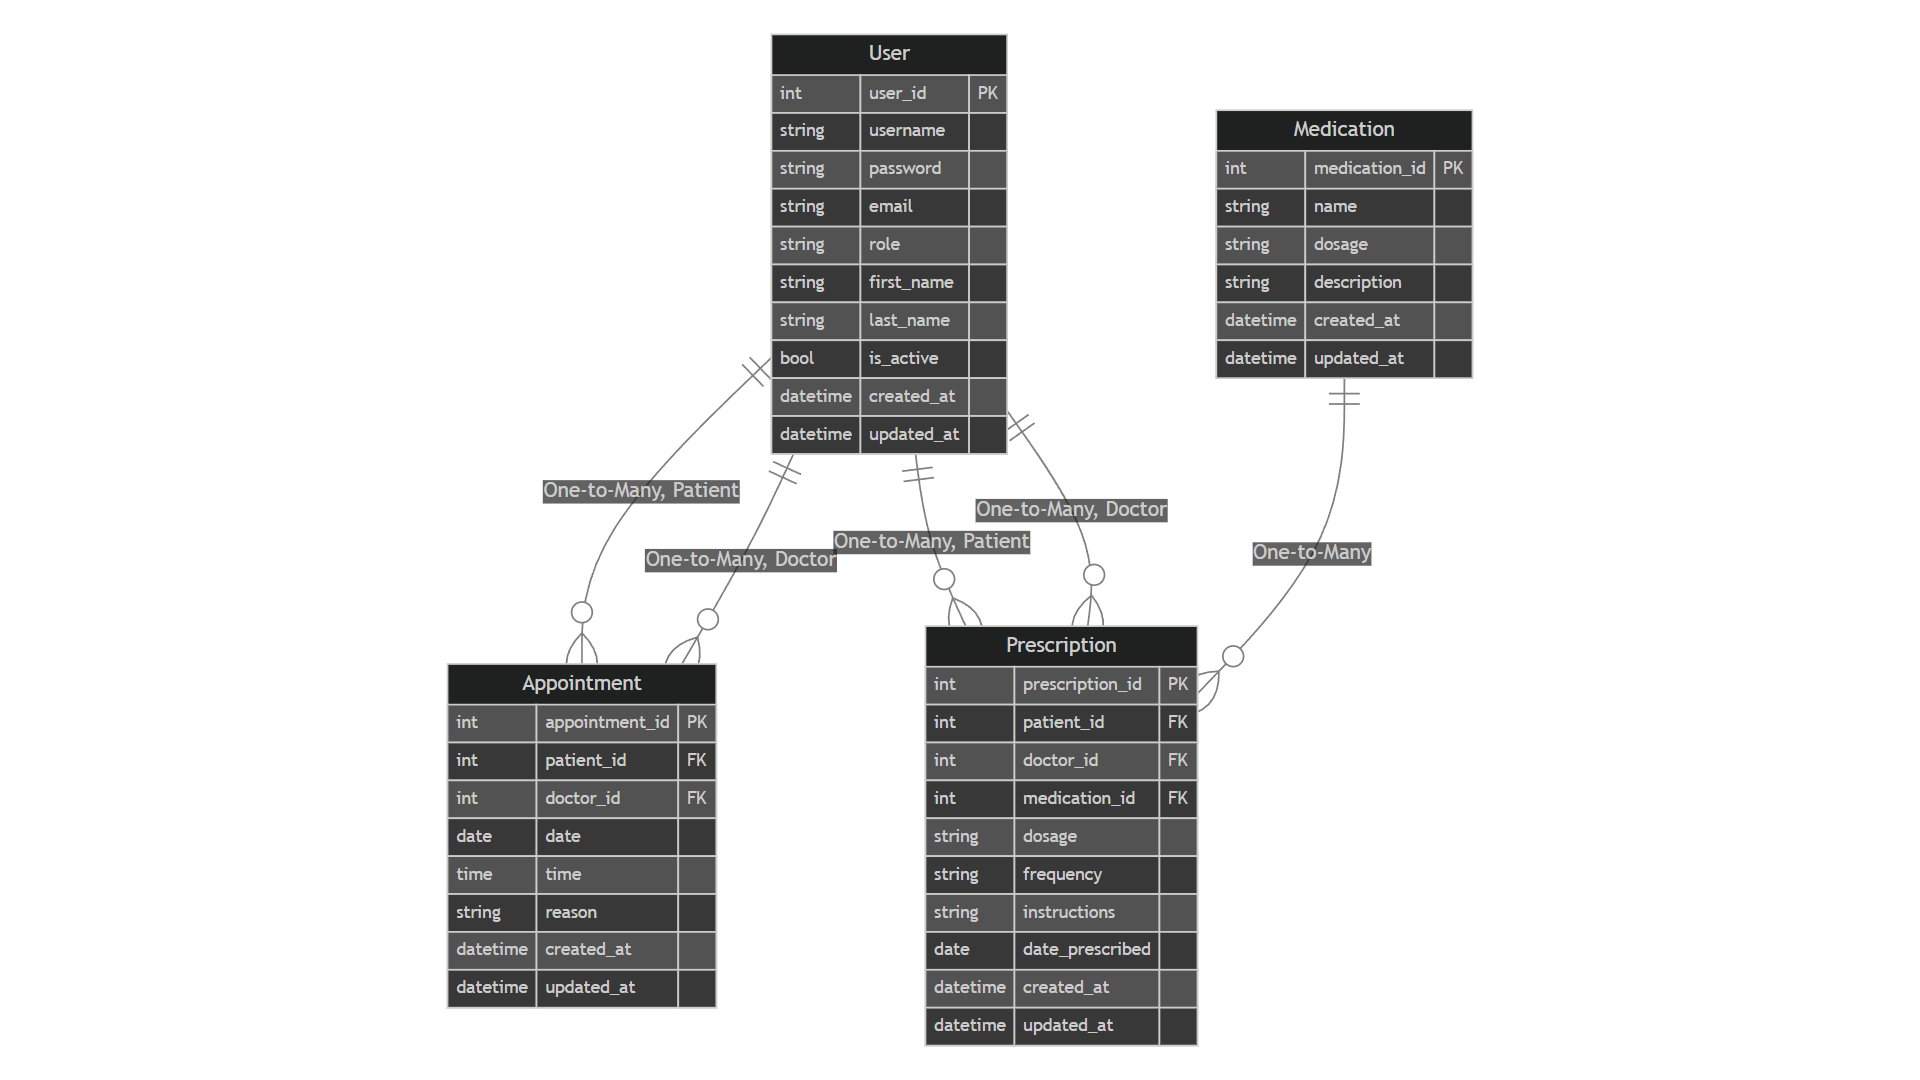 User
int user_id PK
string username
string password
string email
string role
string first_name
string last_name
bool is_active
datetime created_at
datetime updated_at
Medication
int medication_id PK
string name
string dosage
string description
datetime created_at
datetime updated_at
One-to-Many, Patient
One-to-Many, Doctor
One-to-Many, Patient
One-to-Many, Doctor
One-to-Many
Appointment
int appointment_id PK
int patient_id FK
int doctor_id FK
date date
time time
string reason
datetime created_at
datetime updated_at
Prescription
int prescription_id PK
int patient_id FK
int doctor_id FK
int medication_id FK
string dosage
string frequency
string instructions
date date_prescribed
datetime created_at
datetime updated_at